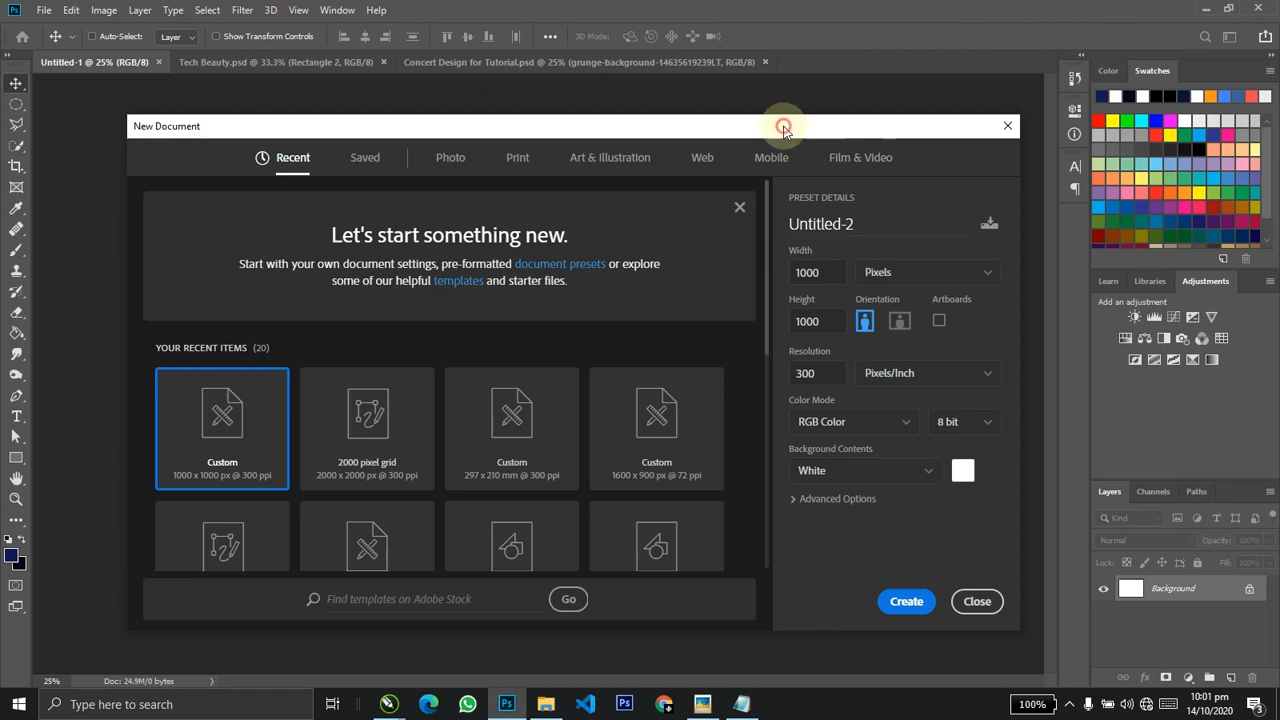 Ps File Edit Image Layer Type Select Filter 3D View Window Help
Auto-Select: Layer Show Transform Controls 3D Mode:
Untitled-1 @ 25% (RGB/8) Tech Beauty.psd @ 33.3% (Rectangle 2, RGB/8) Concert Design for Tutorial.psd @ 25% (grunge-background-14635619239LT, RGB/8)
Color Swatches
New Document
Recent Saved Photo Print Art & Illustration Web Mobile Film & Video
PRESET DETAILS
Untitled-2
Let's start something new.
Start with your own document settings, pre-formatted document presets or explore
some of our helpful templates and starter files.
Width
1000 Pixels
Height Orientation Artboards
1000
YOUR RECENT ITEMS (20)
Resolution
300 Pixels/Inch
Color Mode
RGB Color 8 bit
Background Contents
White
Advanced Options
Custom 2000 pixel grid Custom Custom
1000 x 1000 px @ 300 ppi 2000 x 2000 px @ 300 ppi 297 x 210 mm @ 300 ppi 1600 x 900 px @ 72 ppi
Find templates on Adobe Stock Go
Create Close
Learn Libraries Adjustments
Add an adjustment
Layers Channels Paths
Kind
Normal Opacity: 100%
Lock: Fill: 100%
Background
fx
25% Doc: 24.9M/0 bytes
Type here to search
Ps Ps
100%
10:01 pm
14/10/2020
3